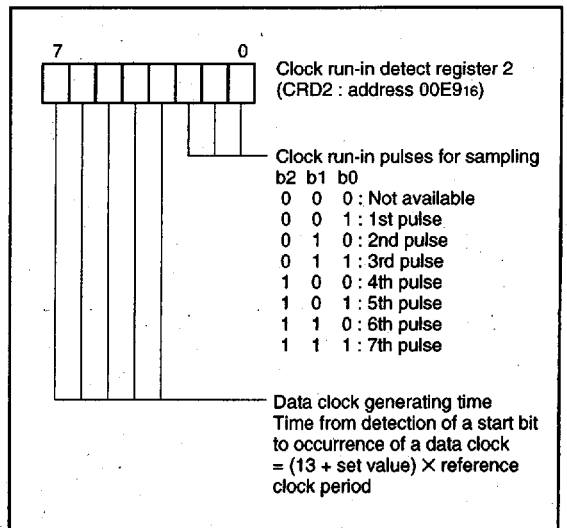 7 0
Clock run-in detect register 2
(CRD2 : address 00E916)
Clock run-in pulses for sampling
b2 b1 b0
0 0 0 : Not available
0 0 1 : 1st pulse
0 1 0 : 2nd pulse
0 1 1 : 3rd pulse
1 0 0 : 4th pulse
1 0 1 : 5th pulse
1 1 0 : 6th pulse
1 1 1 : 7th pulse
Data clock generating time
Time from detection of a start bit
to occurrence of a data clock
= (13 + set value) × reference
clock period